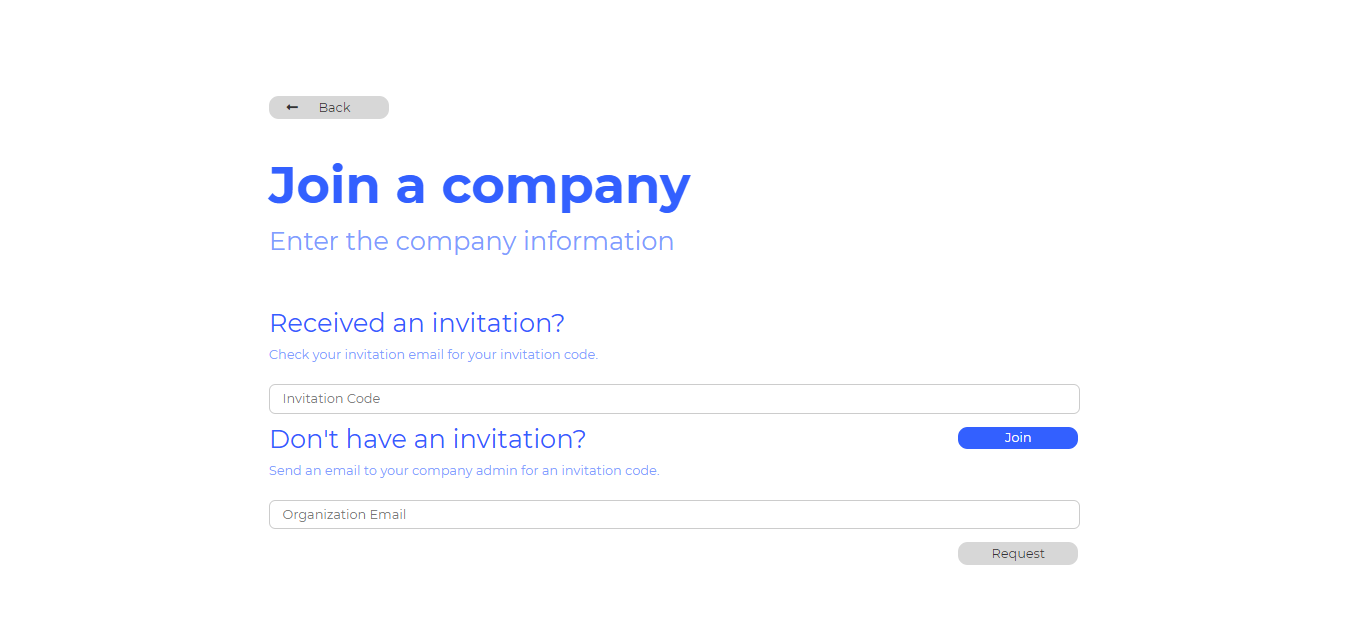 Back
Join a company
Enter the company information
Received an invitation?
Check your invitation email for your invitation code.
Invitation Code
Don't have an invitation?
Join
Send an email to your company admin for an invitation code.
Organization Email
Request